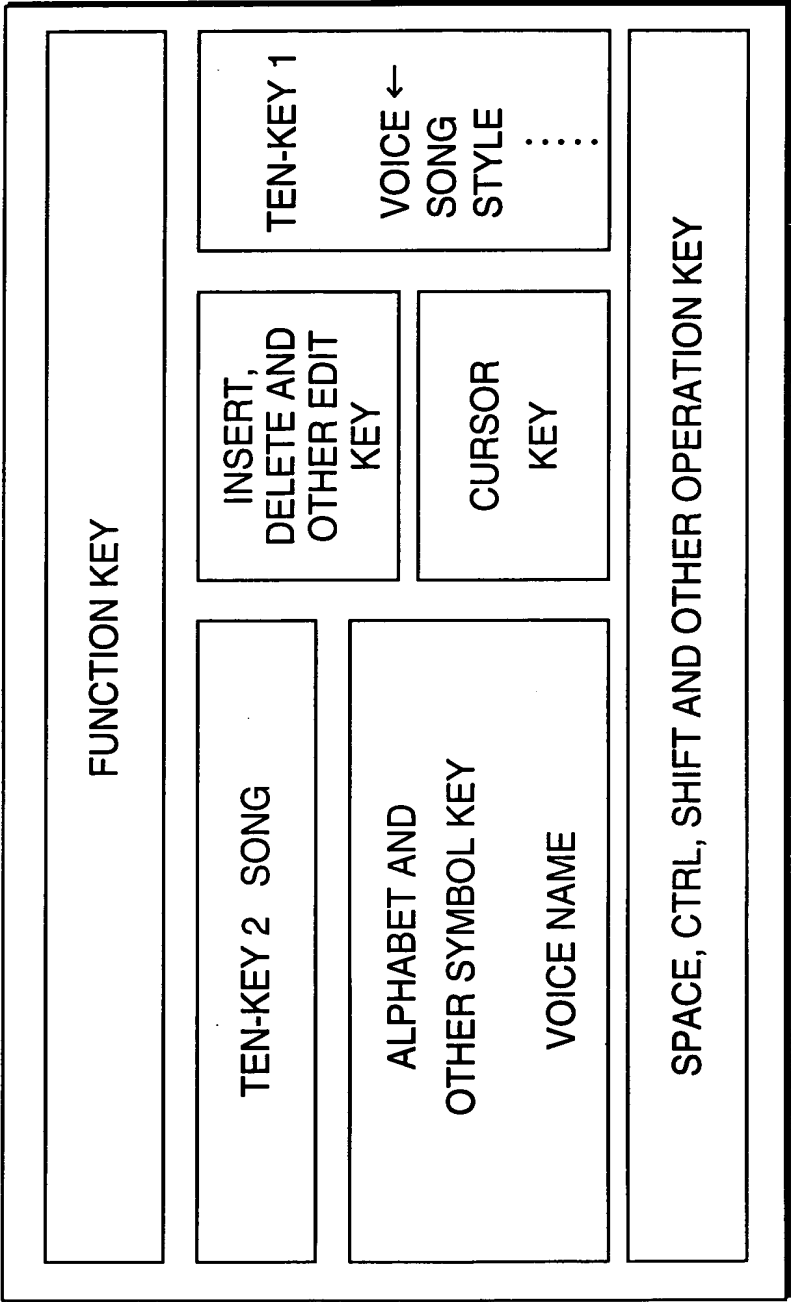 FUNCTION KEY
TEN-KEY 2 SONG
ALPHABET AND
OTHER SYMBOL KEY
VOICE NAME
INSERT,
DELETE AND
OTHER EDIT
KEY
CURSOR
KEY
TEN-KEY 1
VOICE ←
SONG
STYLE
·····
SPACE, CTRL, SHIFT AND OTHER OPERATION KEY